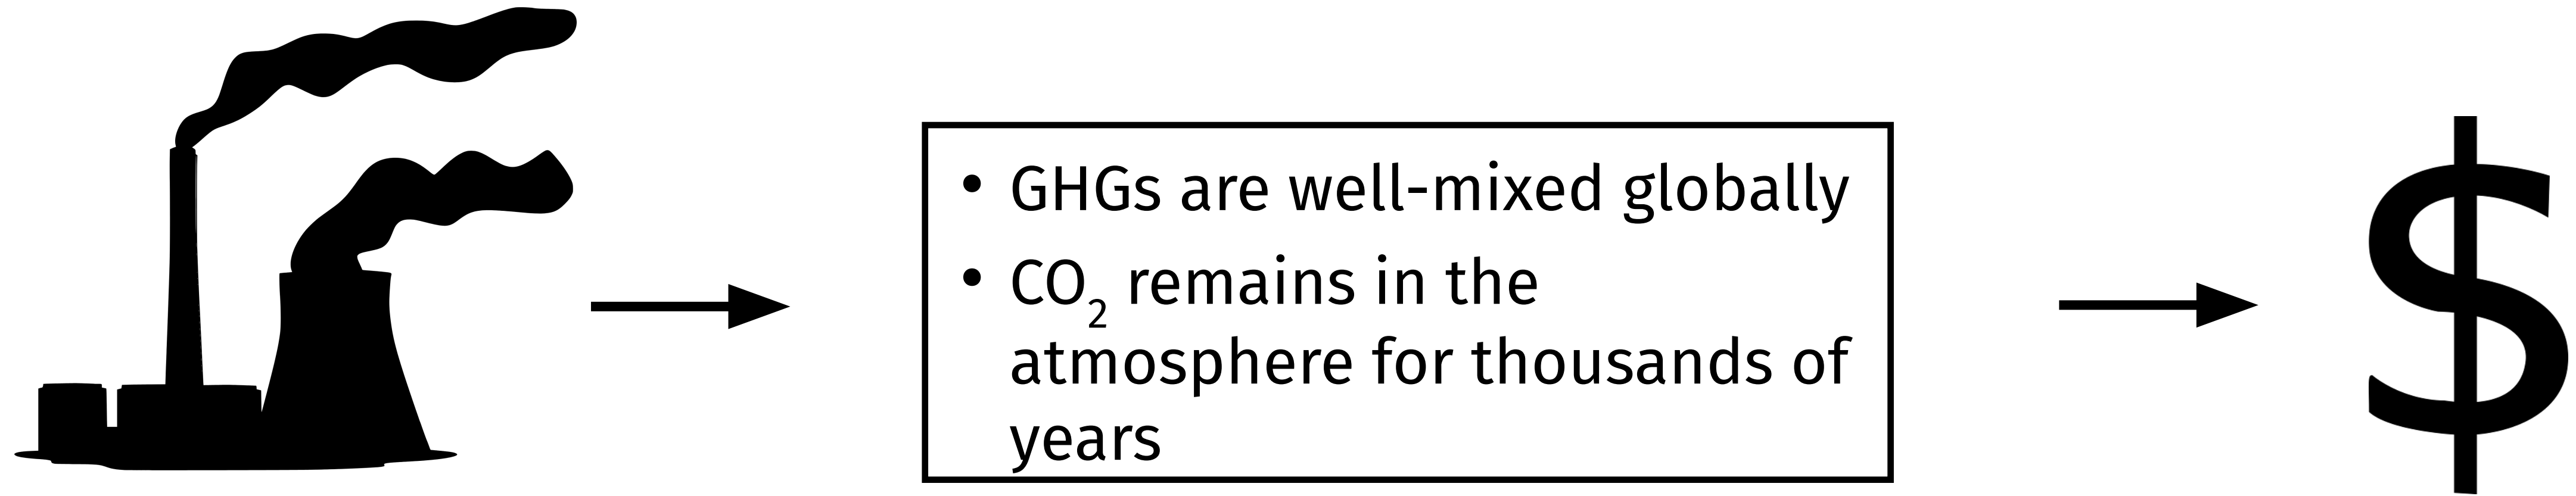 • GHGs are well-mixed globally
• CO₂ remains in the
atmosphere for thousands of
years
$